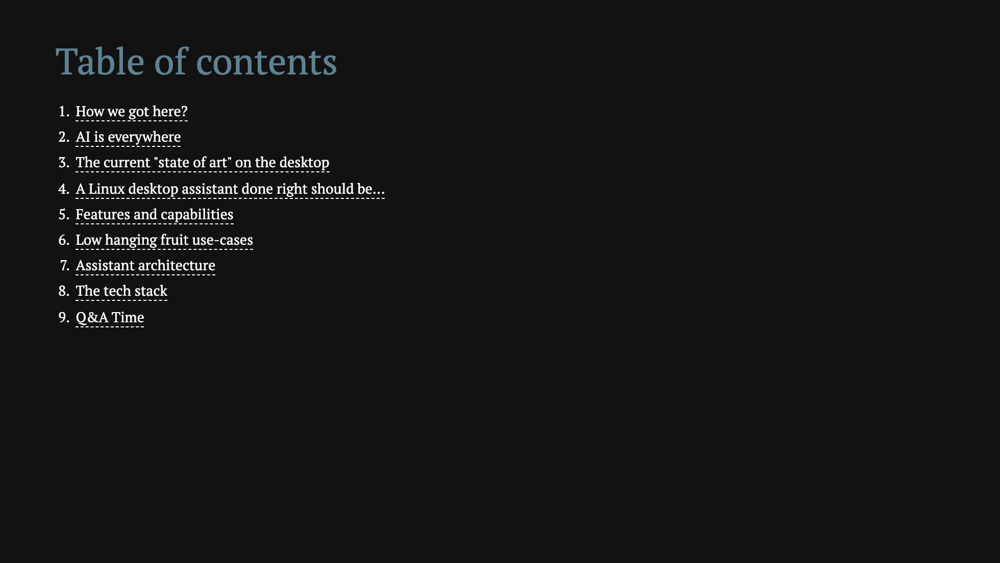 Table of contents
1. How we got here?
2. AI is everywhere
3. The current "state of art" on the desktop
4. A Linux desktop assistant done right should be...
5. Features and capabilities
6. Low hanging fruit use-cases
7. Assistant architecture
8. The tech stack
9. Q&A Time